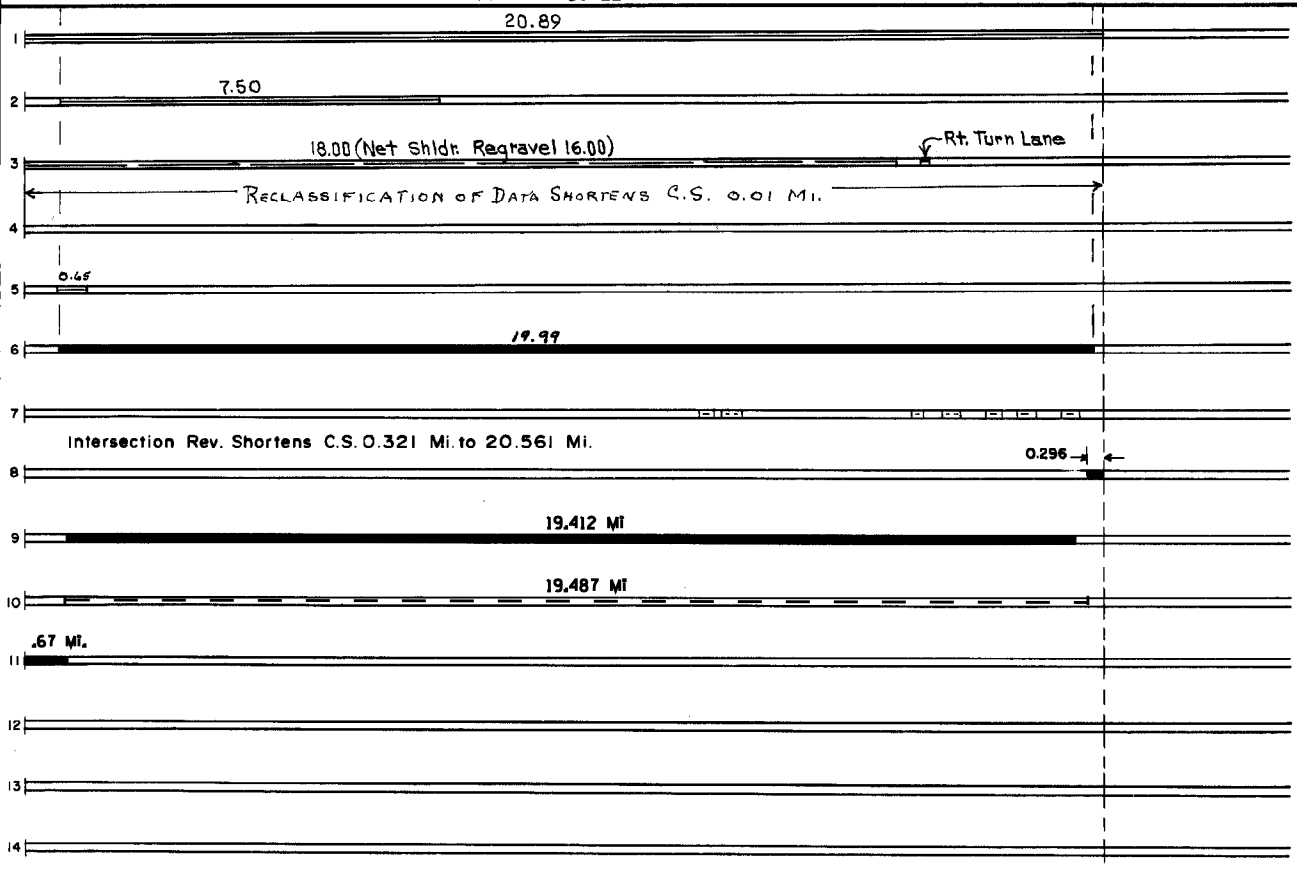 20.89
1
7.50
2
18.00 (Net Shldr. Regravel 16.00)
Rt. Turn Lane
3
RECLASSIFICATION OF DATA SHORTENS C.S. 0.01 MI.
4
0.65
5
19.99
6
7
Intersection Rev. Shortens C.S. 0.321 Mi. to 20.561 Mi.
0.296
8
19.412 Mi
9
19.487 Mi
10
.67 Mi.
11
12
13
14